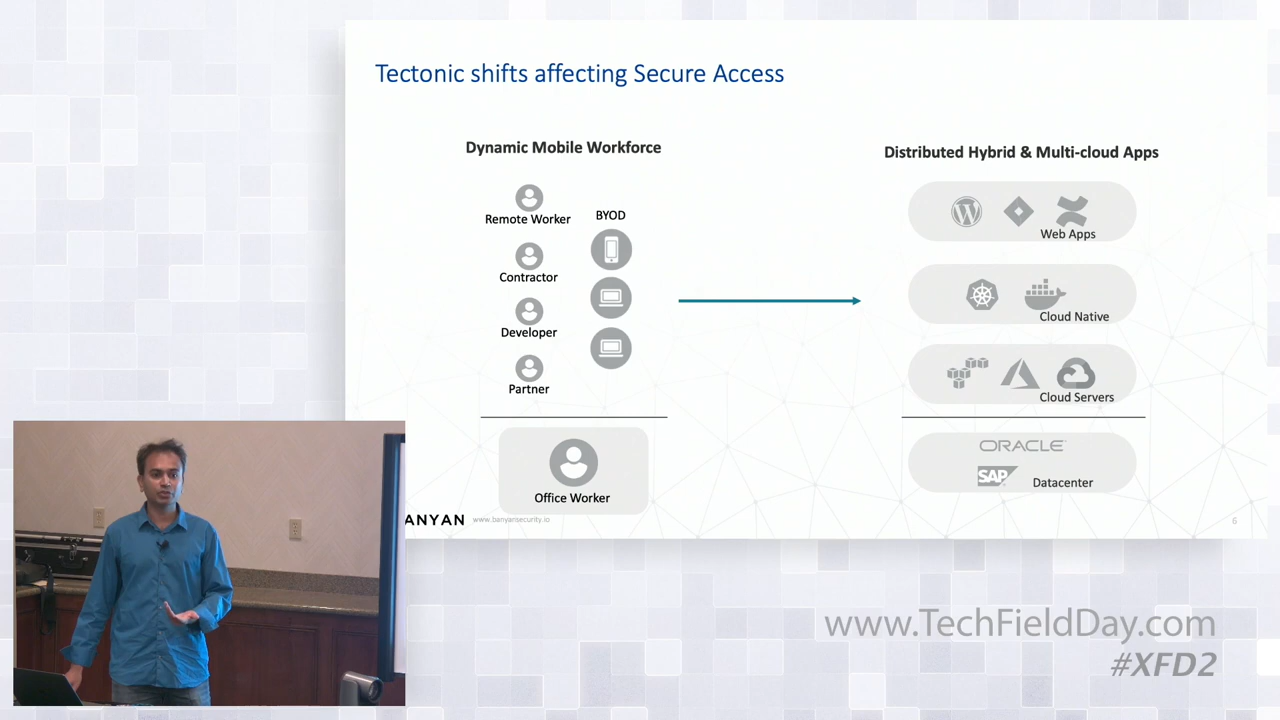 Tectonic shifts affecting Secure Access
Dynamic Mobile Workforce
Remote Worker
Contractor
Developer
Partner
BYOD
Office Worker
Distributed Hybrid & Multi-cloud Apps
Web Apps
Cloud Native
Cloud Servers
ORACLE
SAP
Datacenter
ANYAN
www.banyansecurity.io
6
www.TechFieldDay.com
#XFD2